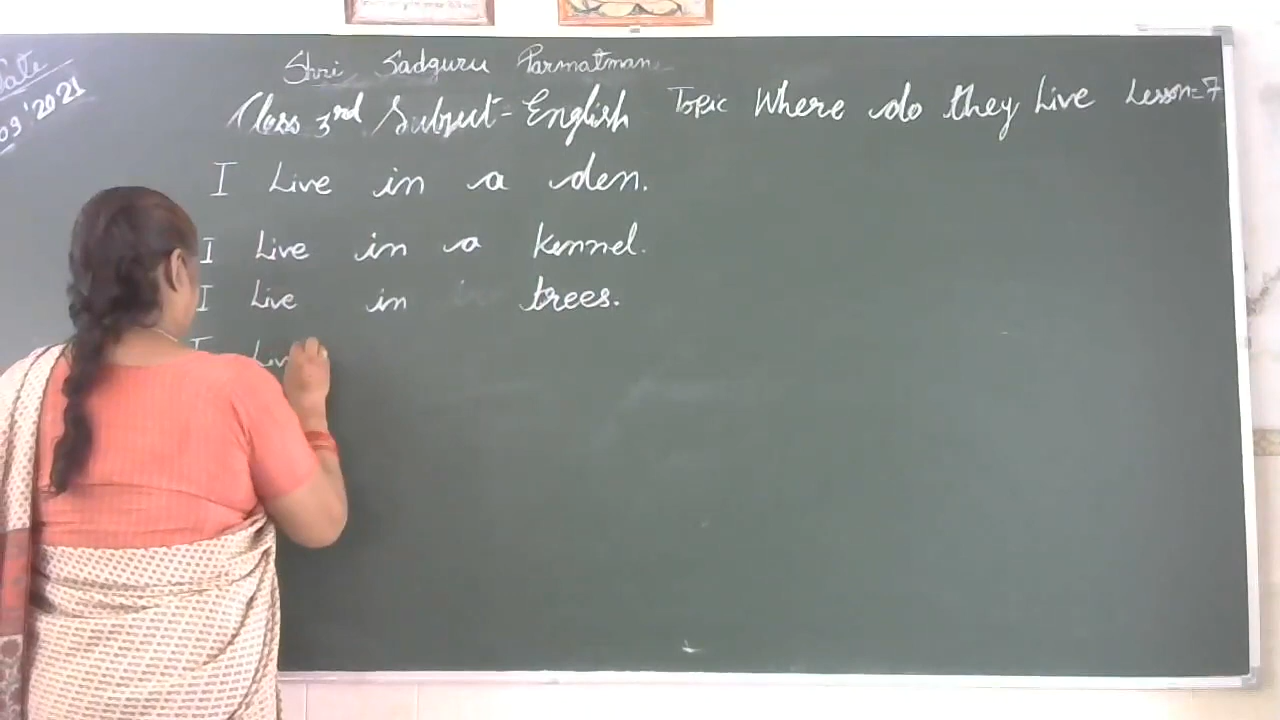 Date
09'2021
Shri Sadguru Parmatman
Class 3rd Subject - English Topic Where do they Live Lesson=7
I Live in a den.
I Live in a kennel.
I Live in trees.
I Liv